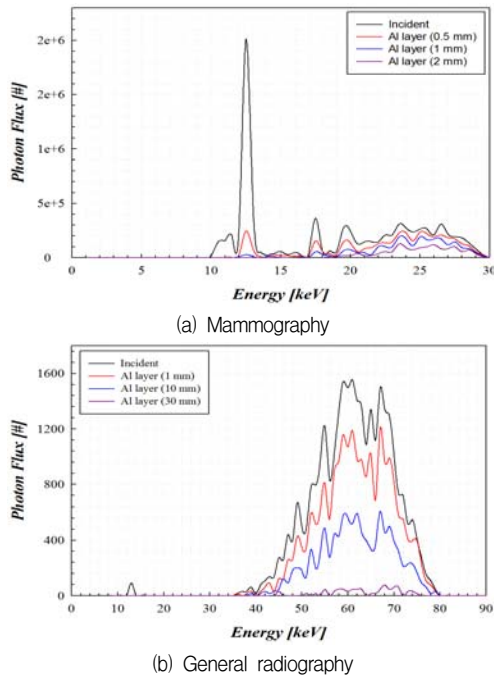 Incident
Al layer (0.5 mm)
Al layer (1 mm)
Al layer (2 mm)
Photon Flux [#]
2e+6
2e+6
1e+6
5e+5
0
0 5 10 15 20 25 30
Energy [keV]
(a) Mammography
Incident
Al layer (1 mm)
Al layer (10 mm)
Al layer (30 mm)
Photon Flux [#]
1600
1200
800
400
0
0 10 20 30 40 50 60 70 80 90
Energy [keV]
(b) General radiography